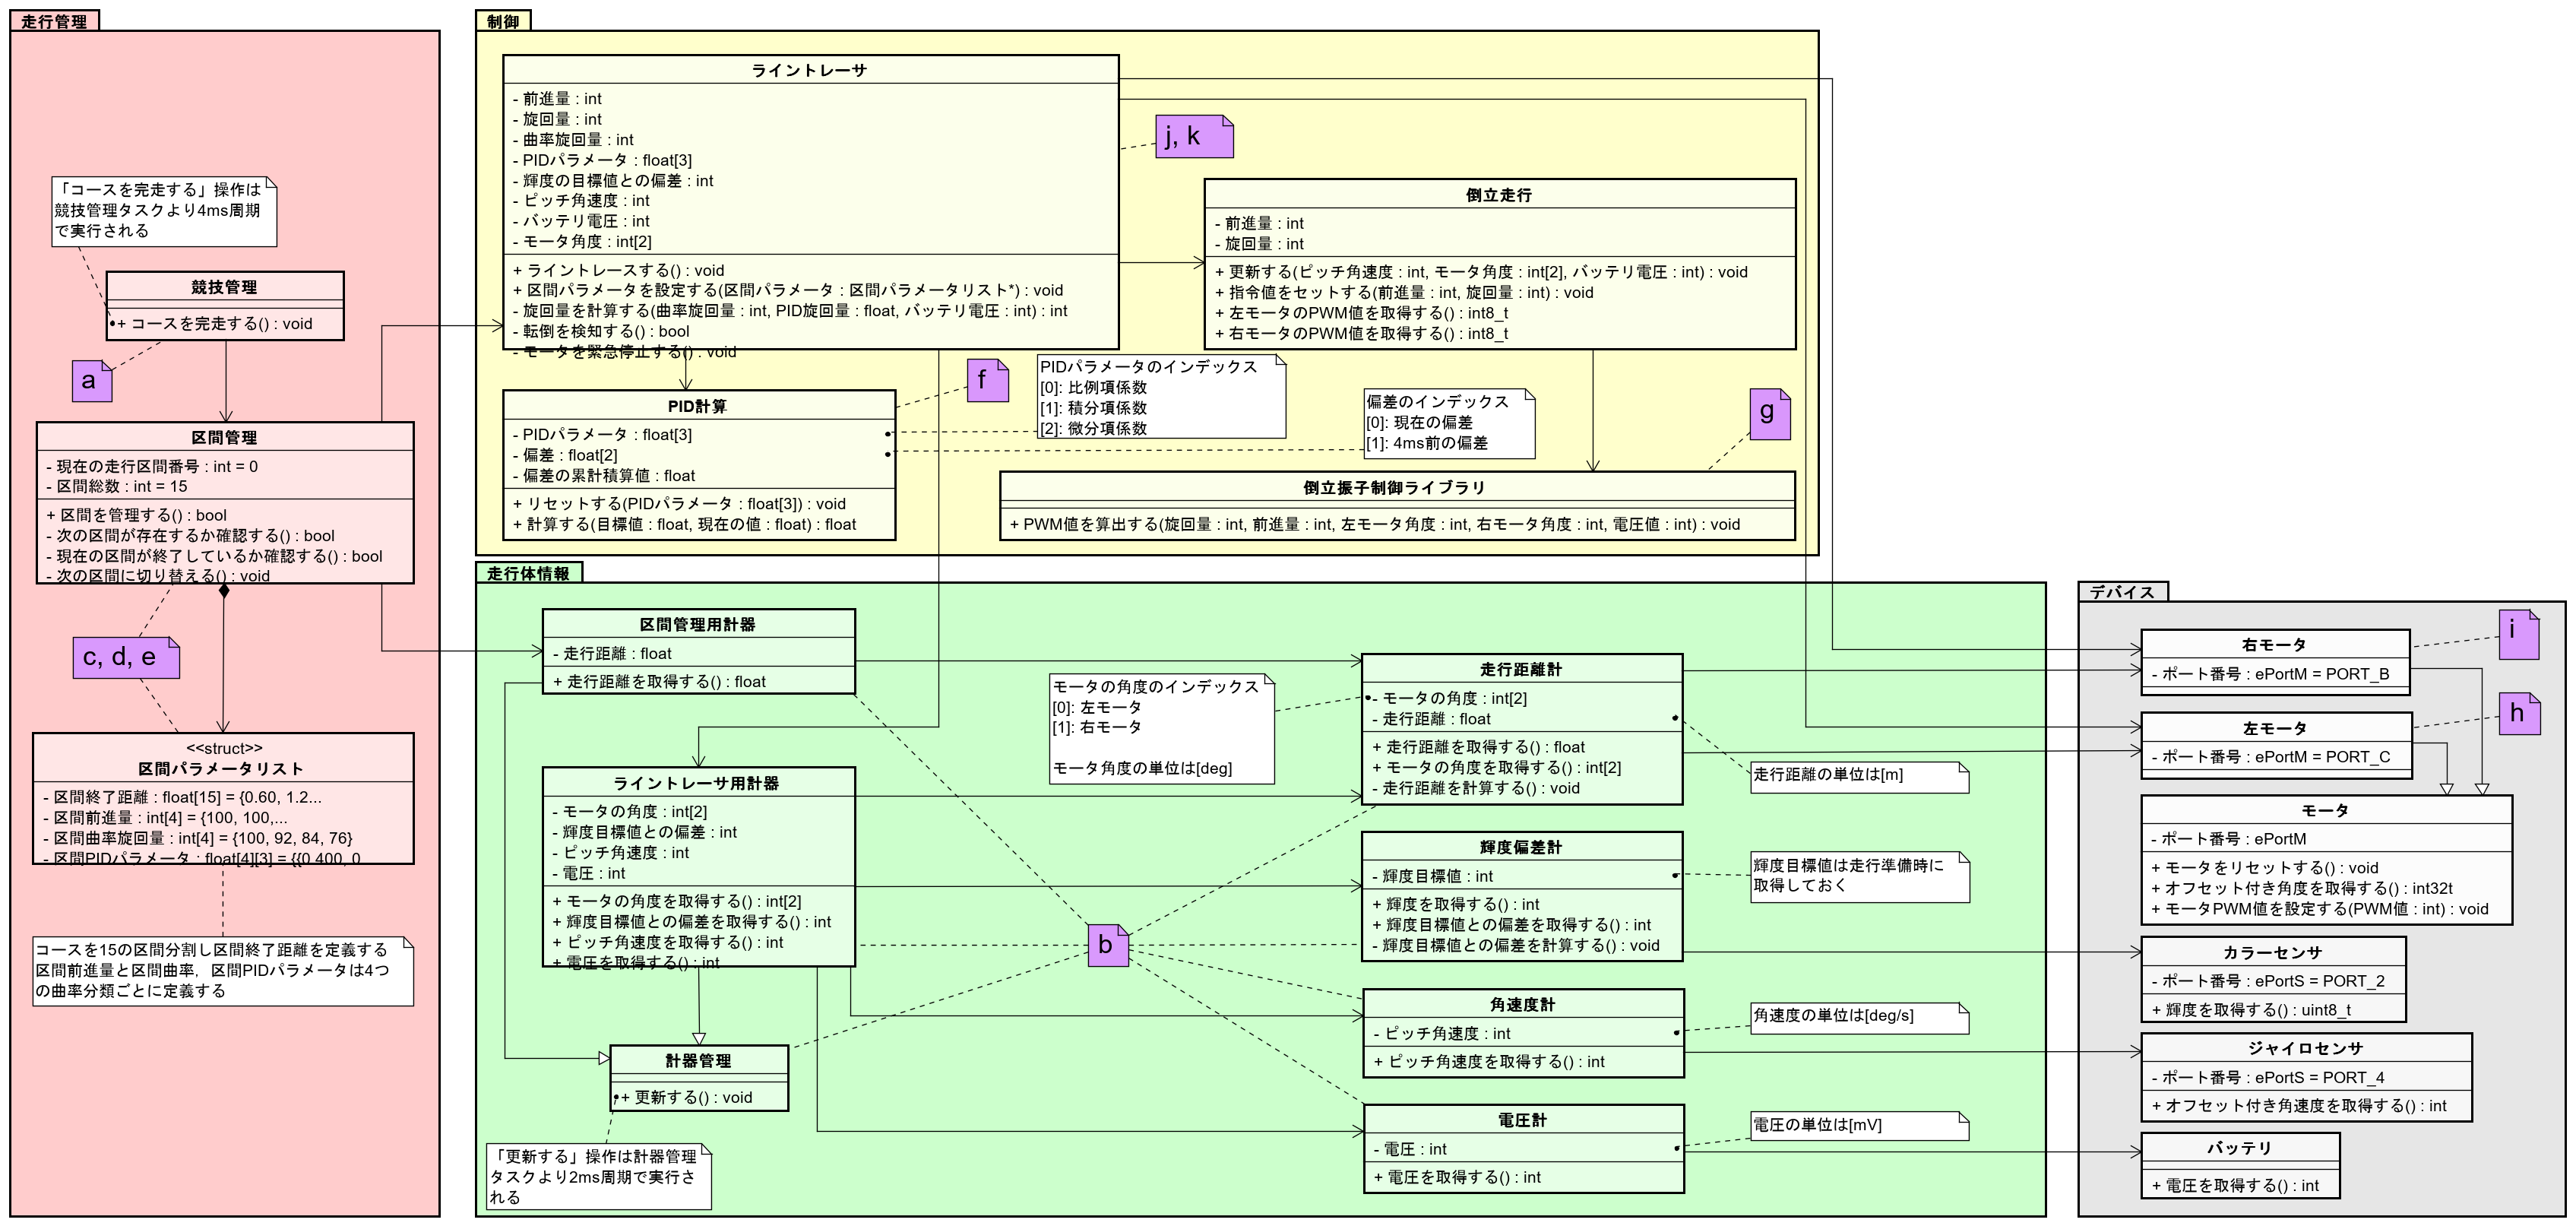 走行管理
「コースを完走する」操作は
競技管理タスクより4ms周期
で実行される
競技管理
+ コースを完走する() : void
a
区間管理
- 現在の走行区間番号 : int = 0
- 区間総数 : int = 15
+ 区間を管理する() : bool
- 次の区間が存在するか確認する() : bool
- 現在の区間が終了しているか確認する() : bool
- 次の区間に切り替える() : void
c, d, e
<<struct>>
区間パラメータリスト
- 区間終了距離 : float[15] = {0.60, 1.2...
- 区間前進量 : int[4] = {100, 100,...
- 区間曲率旋回量 : int[4] = {100, 92, 84, 76}
- 区間PIDパラメータ : float[4][3] = {{0.400, 0
コースを15の区間分割し区間終了距離を定義する
区間前進量と区間曲率，区間PIDパラメータは4つ
の曲率分類ごとに定義する
制御
ライントレーサ
- 前進量 : int
- 旋回量 : int
- 曲率旋回量 : int
- PIDパラメータ : float[3]
- 輝度の目標値との偏差 : int
- ピッチ角速度 : int
- バッテリ電圧 : int
- モータ角度 : int[2]
+ ライントレースする() : void
+ 区間パラメータを設定する(区間パラメータ : 区間パラメータリスト*) : void
- 旋回量を計算する(曲率旋回量 : int, PID旋回量 : float, バッテリ電圧 : int) : int
- 転倒を検知する() : bool
- モータを緊急停止する() : void
j, k
倒立走行
- 前進量 : int
- 旋回量 : int
+ 更新する(ピッチ角速度 : int, モータ角度 : int[2], バッテリ電圧 : int) : void
+ 指令値をセットする(前進量 : int, 旋回量 : int) : void
+ 左モータのPWM値を取得する() : int8_t
+ 右モータのPWM値を取得する() : int8_t
PID計算
- PIDパラメータ : float[3]
- 偏差 : float[2]
- 偏差の累計積算値 : float
+ リセットする(PIDパラメータ : float[3]) : void
+ 計算する(目標値 : float, 現在の値 : float) : float
f
PIDパラメータのインデックス
[0]: 比例項係数
[1]: 積分項係数
[2]: 微分項係数
偏差のインデックス
[0]: 現在の偏差
[1]: 4ms前の偏差
g
倒立振子制御ライブラリ
+ PWM値を算出する(旋回量 : int, 前進量 : int, 左モータ角度 : int, 右モータ角度 : int, 電圧値 : int) : void
走行体情報
区間管理用計器
- 走行距離 : float
+ 走行距離を取得する() : float
ライントレーサ用計器
- モータの角度 : int[2]
- 輝度目標値との偏差 : int
- ピッチ角速度 : int
- 電圧 : int
+ モータの角度を取得する() : int[2]
+ 輝度目標値との偏差を取得する() : int
+ ピッチ角速度を取得する() : int
+ 電圧を取得する() : int
計器管理
+ 更新する() : void
「更新する」操作は計器管理
タスクより2ms周期で実行さ
れる
モータの角度のインデックス
[0]: 左モータ
[1]: 右モータ
モータ角度の単位は[deg]
b
走行距離計
- モータの角度 : int[2]
- 走行距離 : float
+ 走行距離を取得する() : float
+ モータの角度を取得する() : int[2]
- 走行距離を計算する() : void
走行距離の単位は[m]
輝度偏差計
- 輝度目標値 : int
+ 輝度を取得する() : int
+ 輝度目標値との偏差を取得する() : int
- 輝度目標値との偏差を計算する() : void
輝度目標値は走行準備時に
取得しておく
角速度計
- ピッチ角速度 : int
+ ピッチ角速度を取得する() : int
角速度の単位は[deg/s]
電圧計
- 電圧 : int
+ 電圧を取得する() : int
電圧の単位は[mV]
デバイス
右モータ
- ポート番号 : ePortM = PORT_B
i
左モータ
- ポート番号 : ePortM = PORT_C
h
モータ
- ポート番号 : ePortM
+ モータをリセットする() : void
+ オフセット付き角度を取得する() : int32t
+ モータPWM値を設定する(PWM値 : int) : void
カラーセンサ
- ポート番号 : ePortS = PORT_2
+ 輝度を取得する() : uint8_t
ジャイロセンサ
- ポート番号 : ePortS = PORT_4
+ オフセット付き角速度を取得する() : int
バッテリ
+ 電圧を取得する() : int